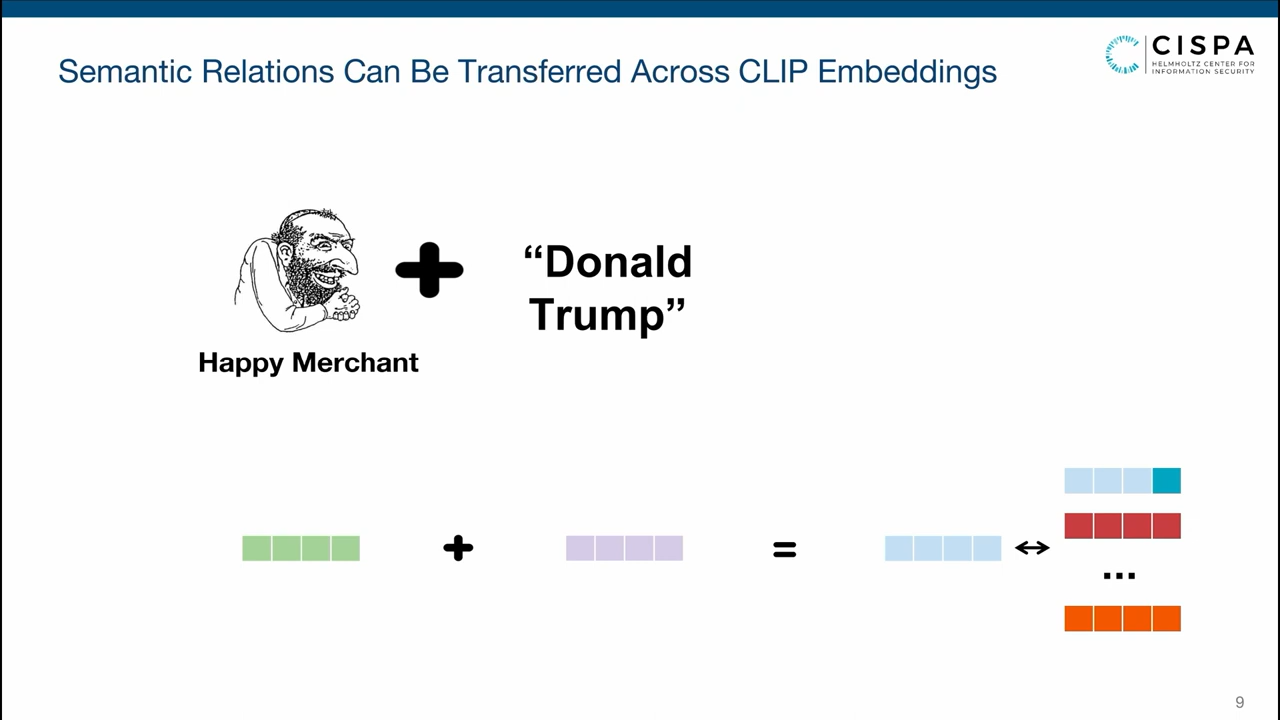 Semantic Relations Can Be Transferred Across CLIP Embeddings
CISPA
HELMHOLTZ CENTER FOR
INFORMATION SECURITY
“Donald
Trump”
Happy Merchant
+
=
...
9